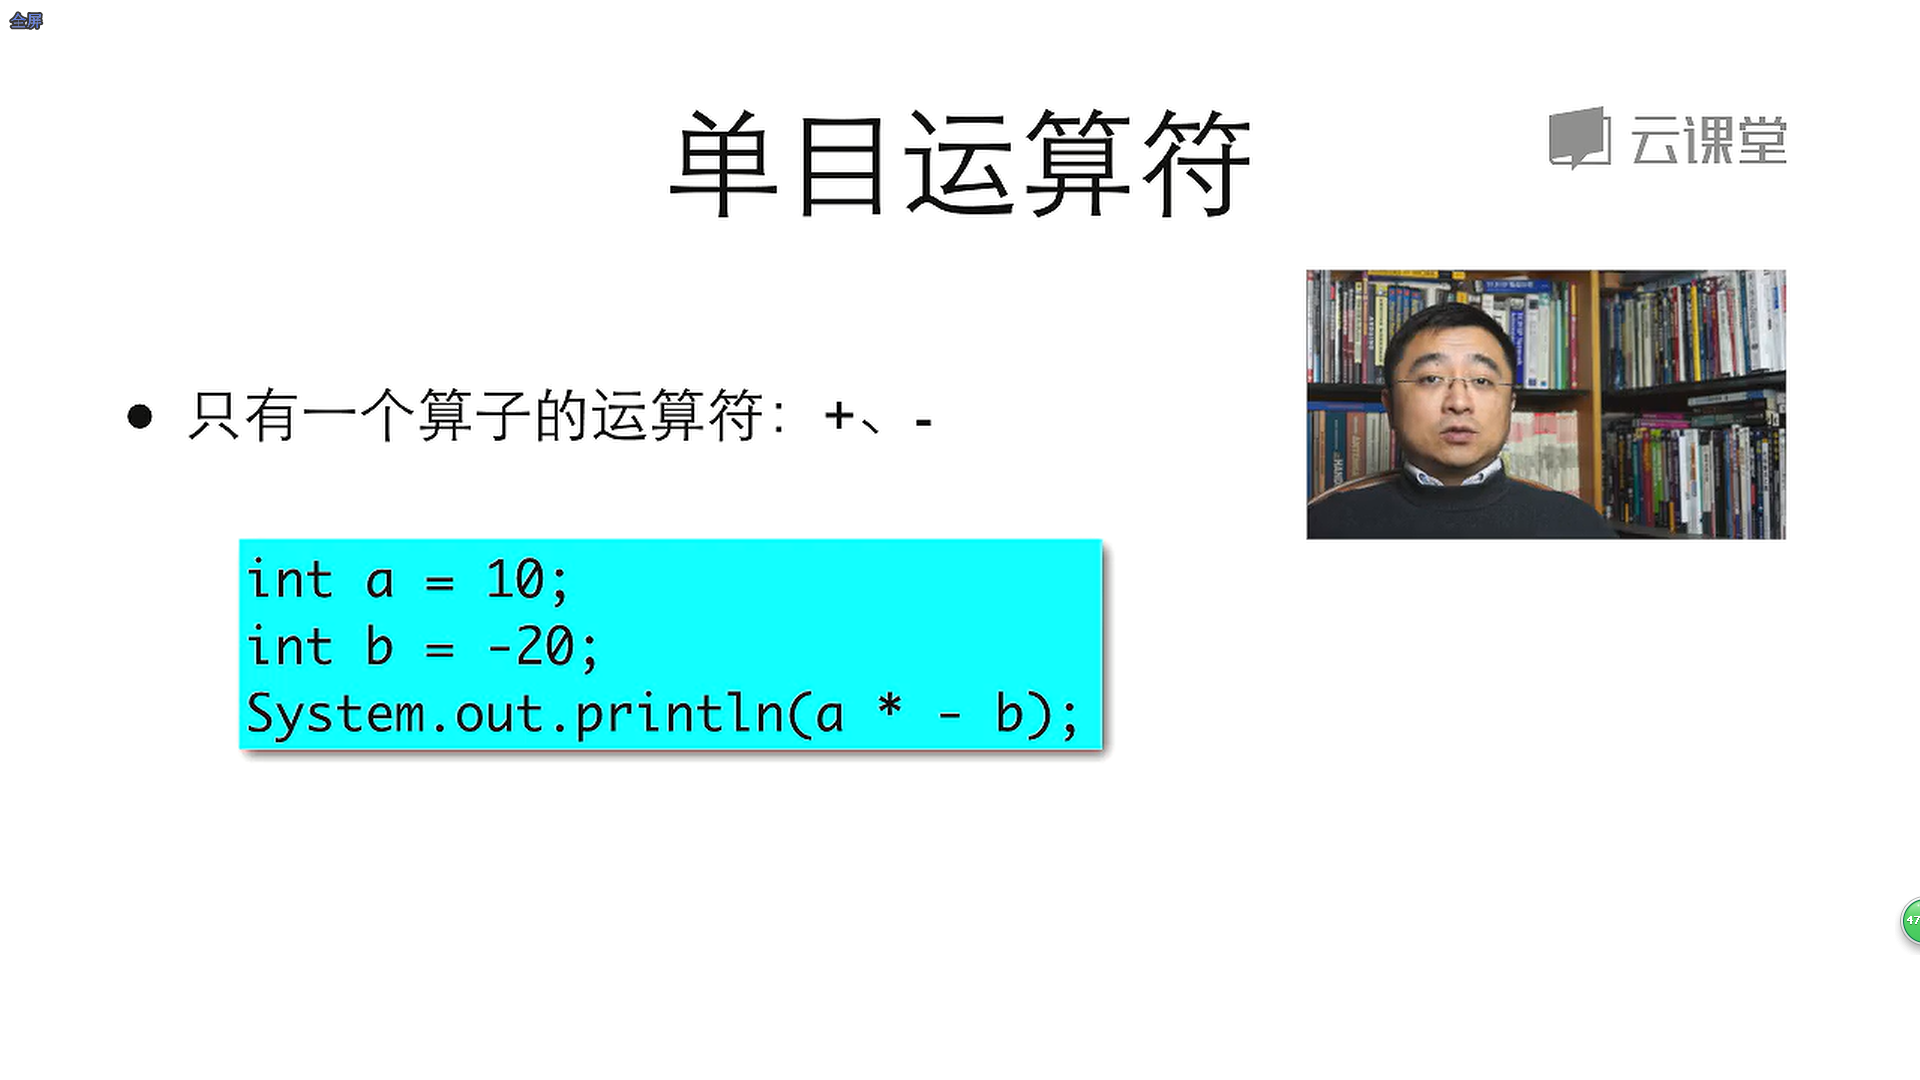 全屏
单目运算符
云课堂
只有一个算子的运算符：+、-
int a = 10;
int b = -20;
System.out.println(a * - b);
47